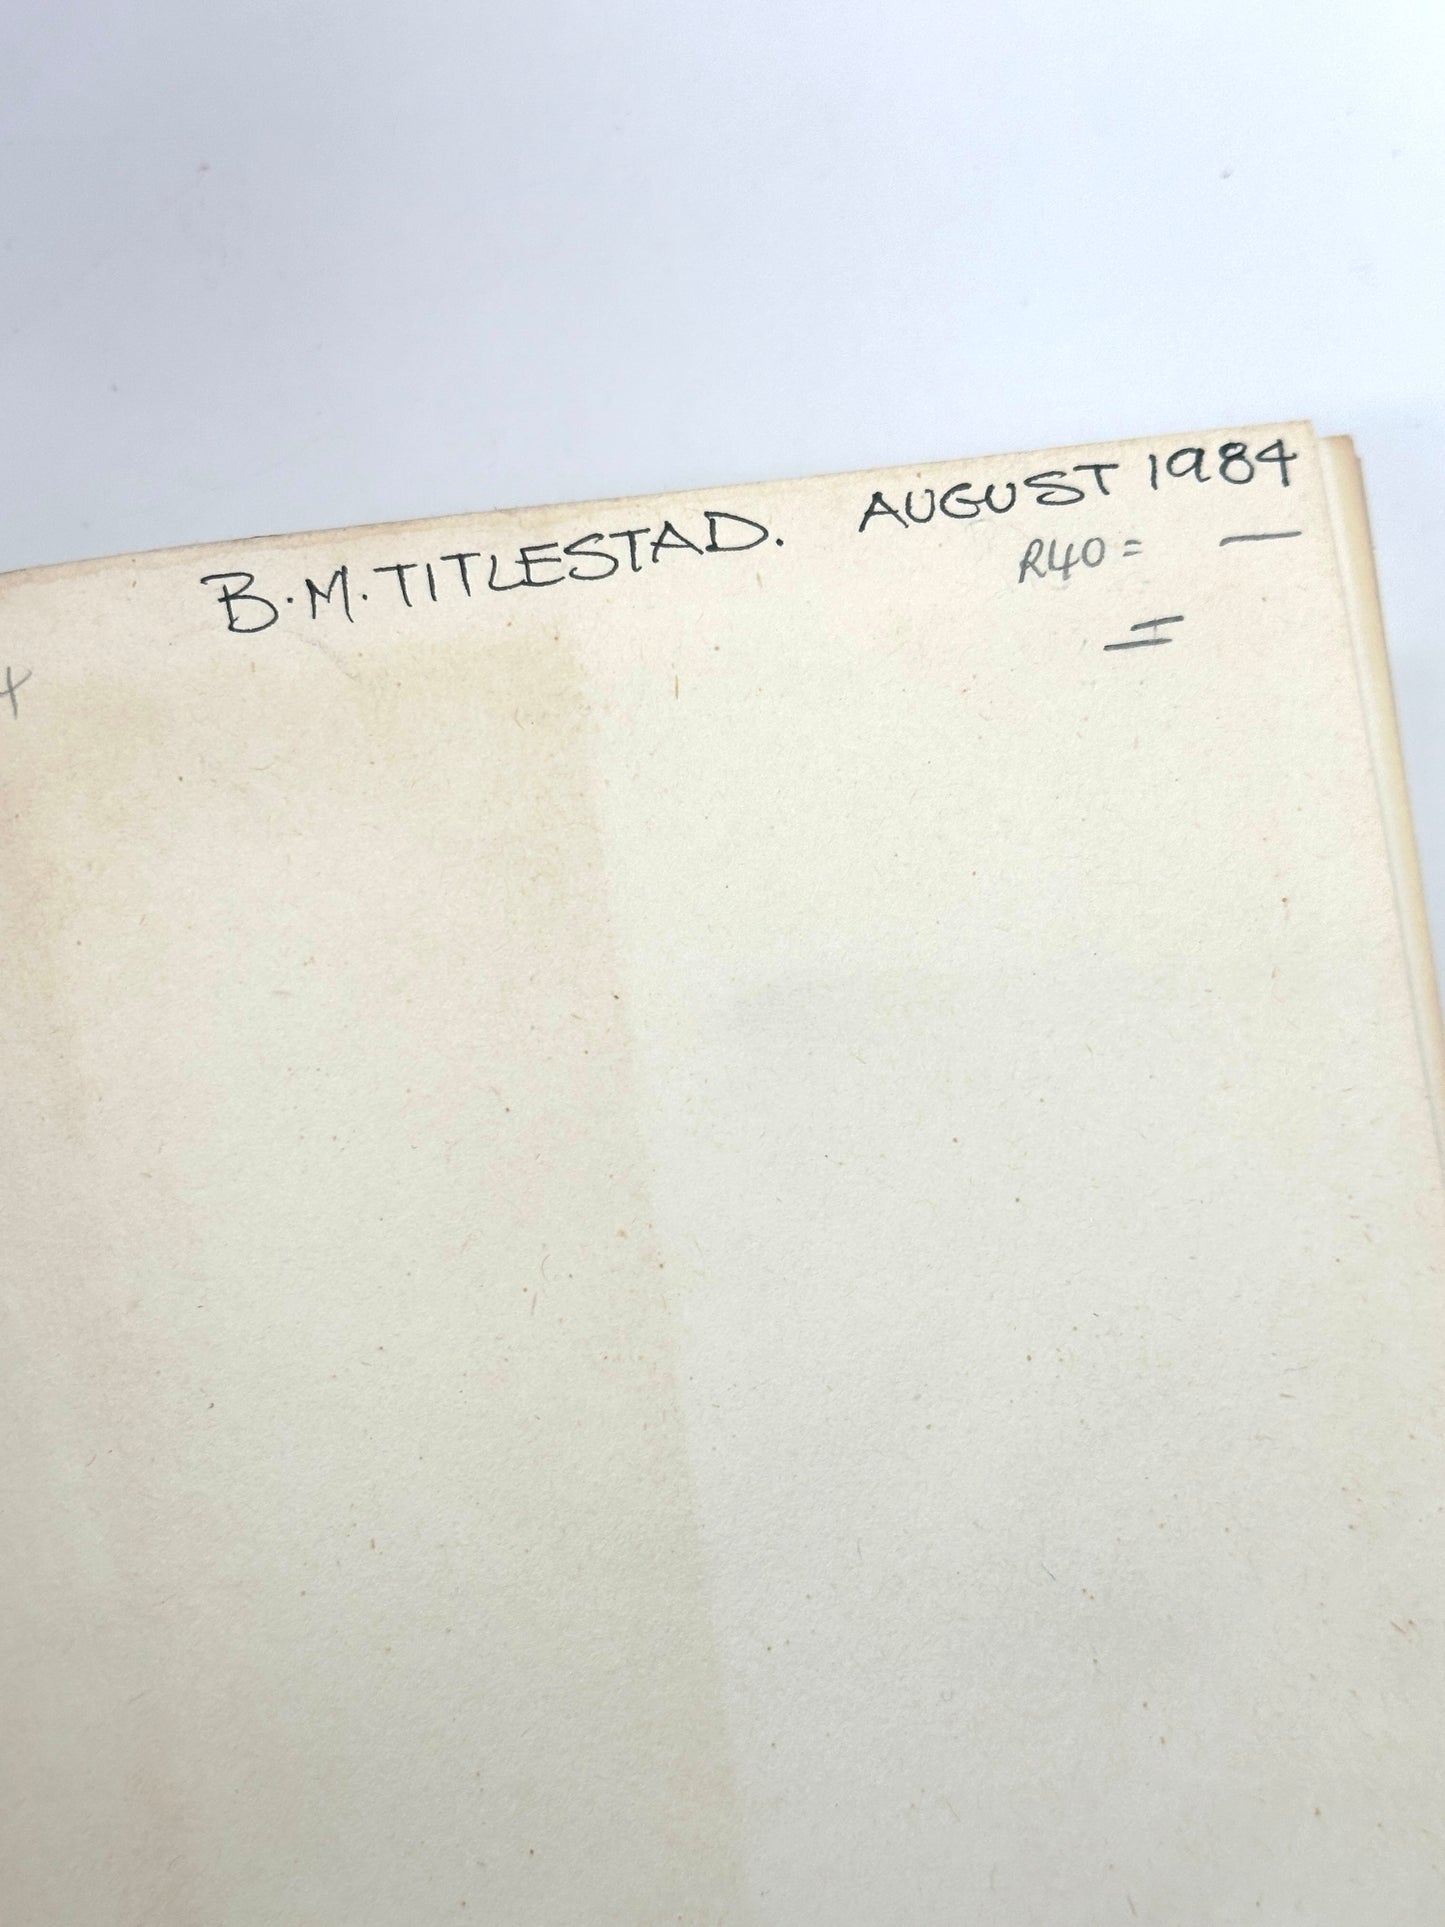 B.M. TITLESTAD. AUGUST 1984
R40=